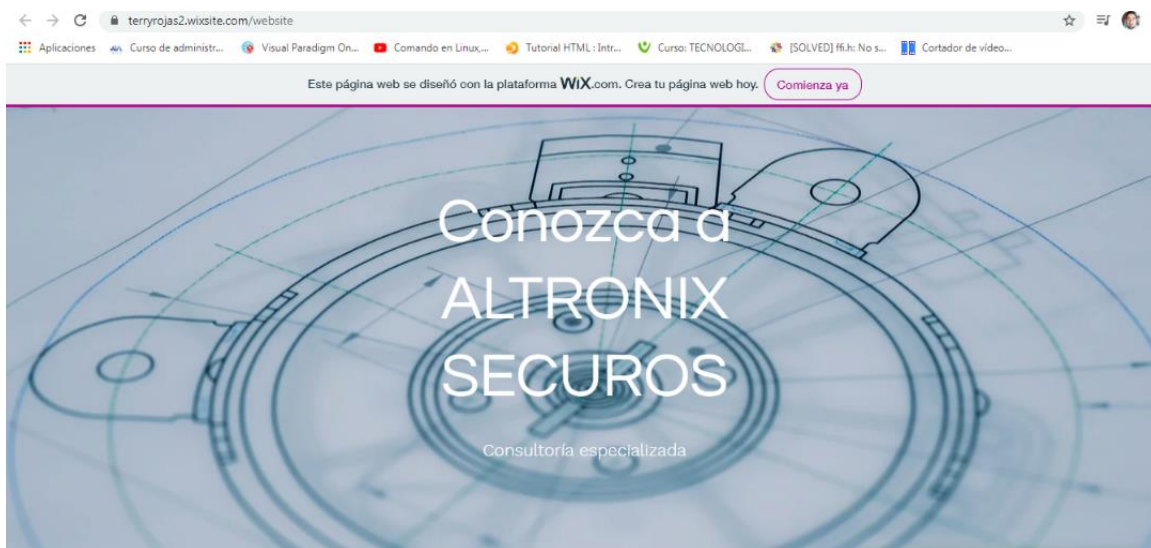 terryrojas2.wixsite.com/website
Aplicaciones Curso de administr... Visual Paradigm On... Comando en Linux,... Tutorial HTML : Intr... Curso: TECNOLOGI... [SOLVED] ffi.h: No s... Cortador de vídeo...
Este página web se diseñó con la plataforma WiX.com. Crea tu página web hoy. Comienza ya
Conozca a
ALTRONIX
SECUROS
Consultoría especializada